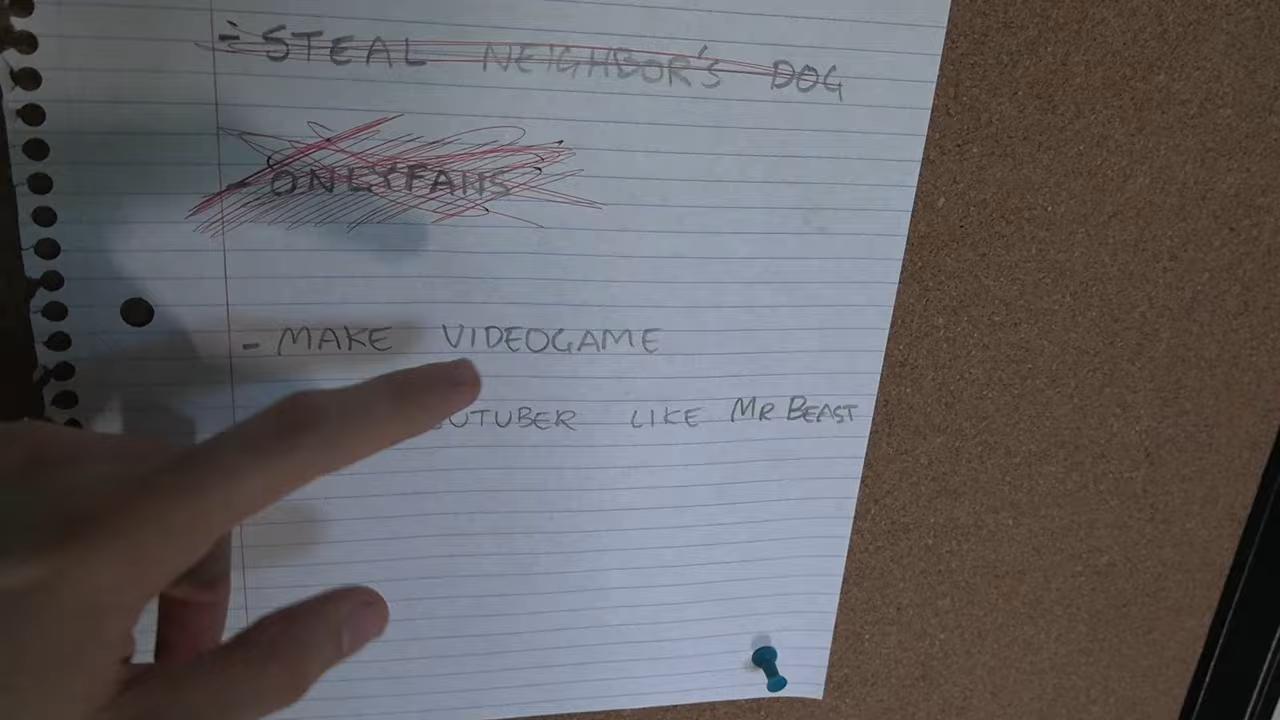 - STEAL NEIGHBOR'S DOG
- ONLYFANS
- MAKE VIDEOGAME
UTUBER LIKE MR BEAST